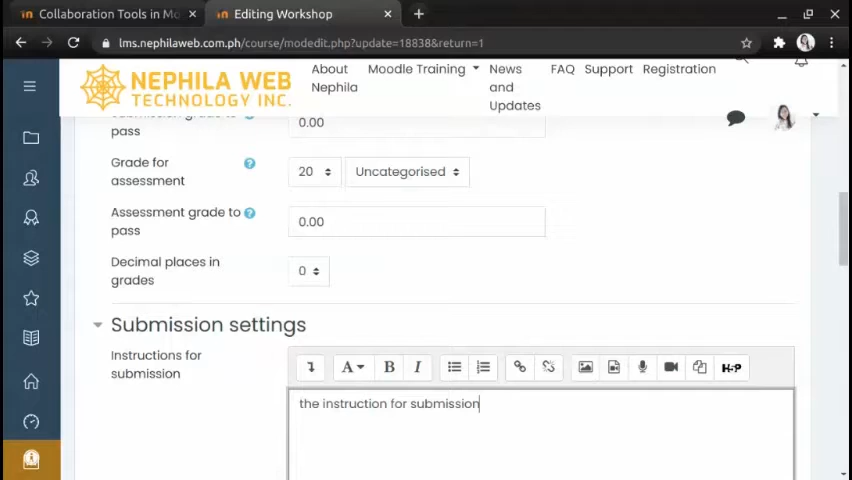 Collaboration Tools in Mo
Editing Workshop
lms.nephilaweb.com.ph/course/modedit.php?update=18838&return=1
NEPHILA WEB
TECHNOLOGY INC.
About
Nephila
Moodle Training
News
and
Updates
FAQ
Support
Registration
Submission grade to
pass
0.00
Grade for
assessment
20
Uncategorised
Assessment grade to
pass
0.00
Decimal places in
grades
0
Submission settings
Instructions for
submission
A
B
I
H-P
the instruction for submission